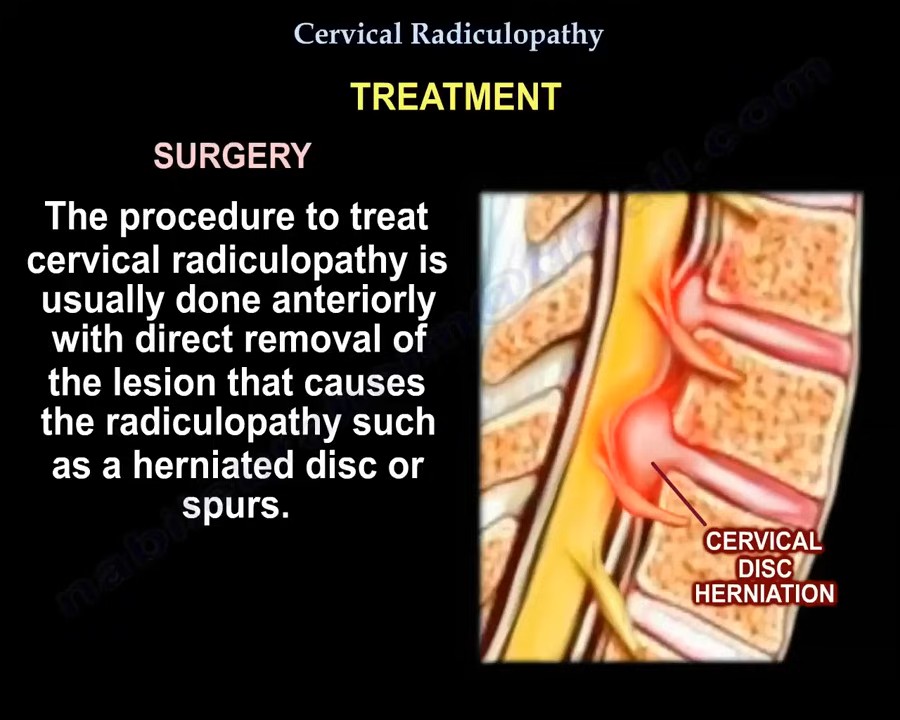 Cervical Radiculopathy
TREATMENT
SURGERY
The procedure to treat
cervical radiculopathy is
usually done anteriorly
with direct removal of
the lesion that causes
the radiculopathy such
as a herniated disc or
spurs.
CERVICAL
DISC
HERNIATION